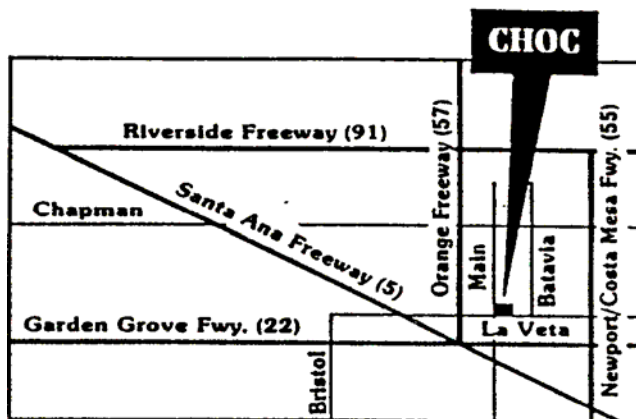 CHOC
Riverside Freeway (91)
Orange Freeway (57)
Newport/Costa Mesa Fwy. (55)
Santa Ana Freeway (5)
Chapman
Main
Batavia
Garden Grove Fwy. (22)
La Veta
Bristol